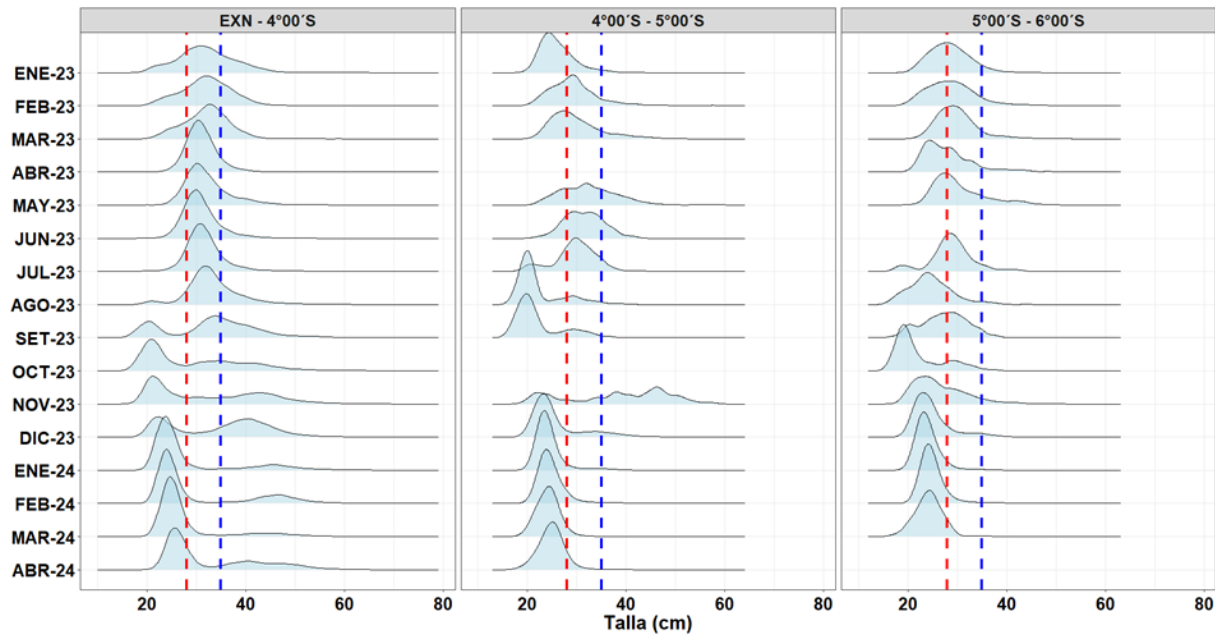 EXN - 4°00´S 4°00´S - 5°00´S 5°00´S - 6°00´S
ENE-23
FEB-23
MAR-23
ABR-23
MAY-23
JUN-23
JUL-23
AGO-23
SET-23
OCT-23
NOV-23
DIC-23
ENE-24
FEB-24
MAR-24
ABR-24
20 40 60 80 20 40 60 80 20 40 60 80
Talla (cm)